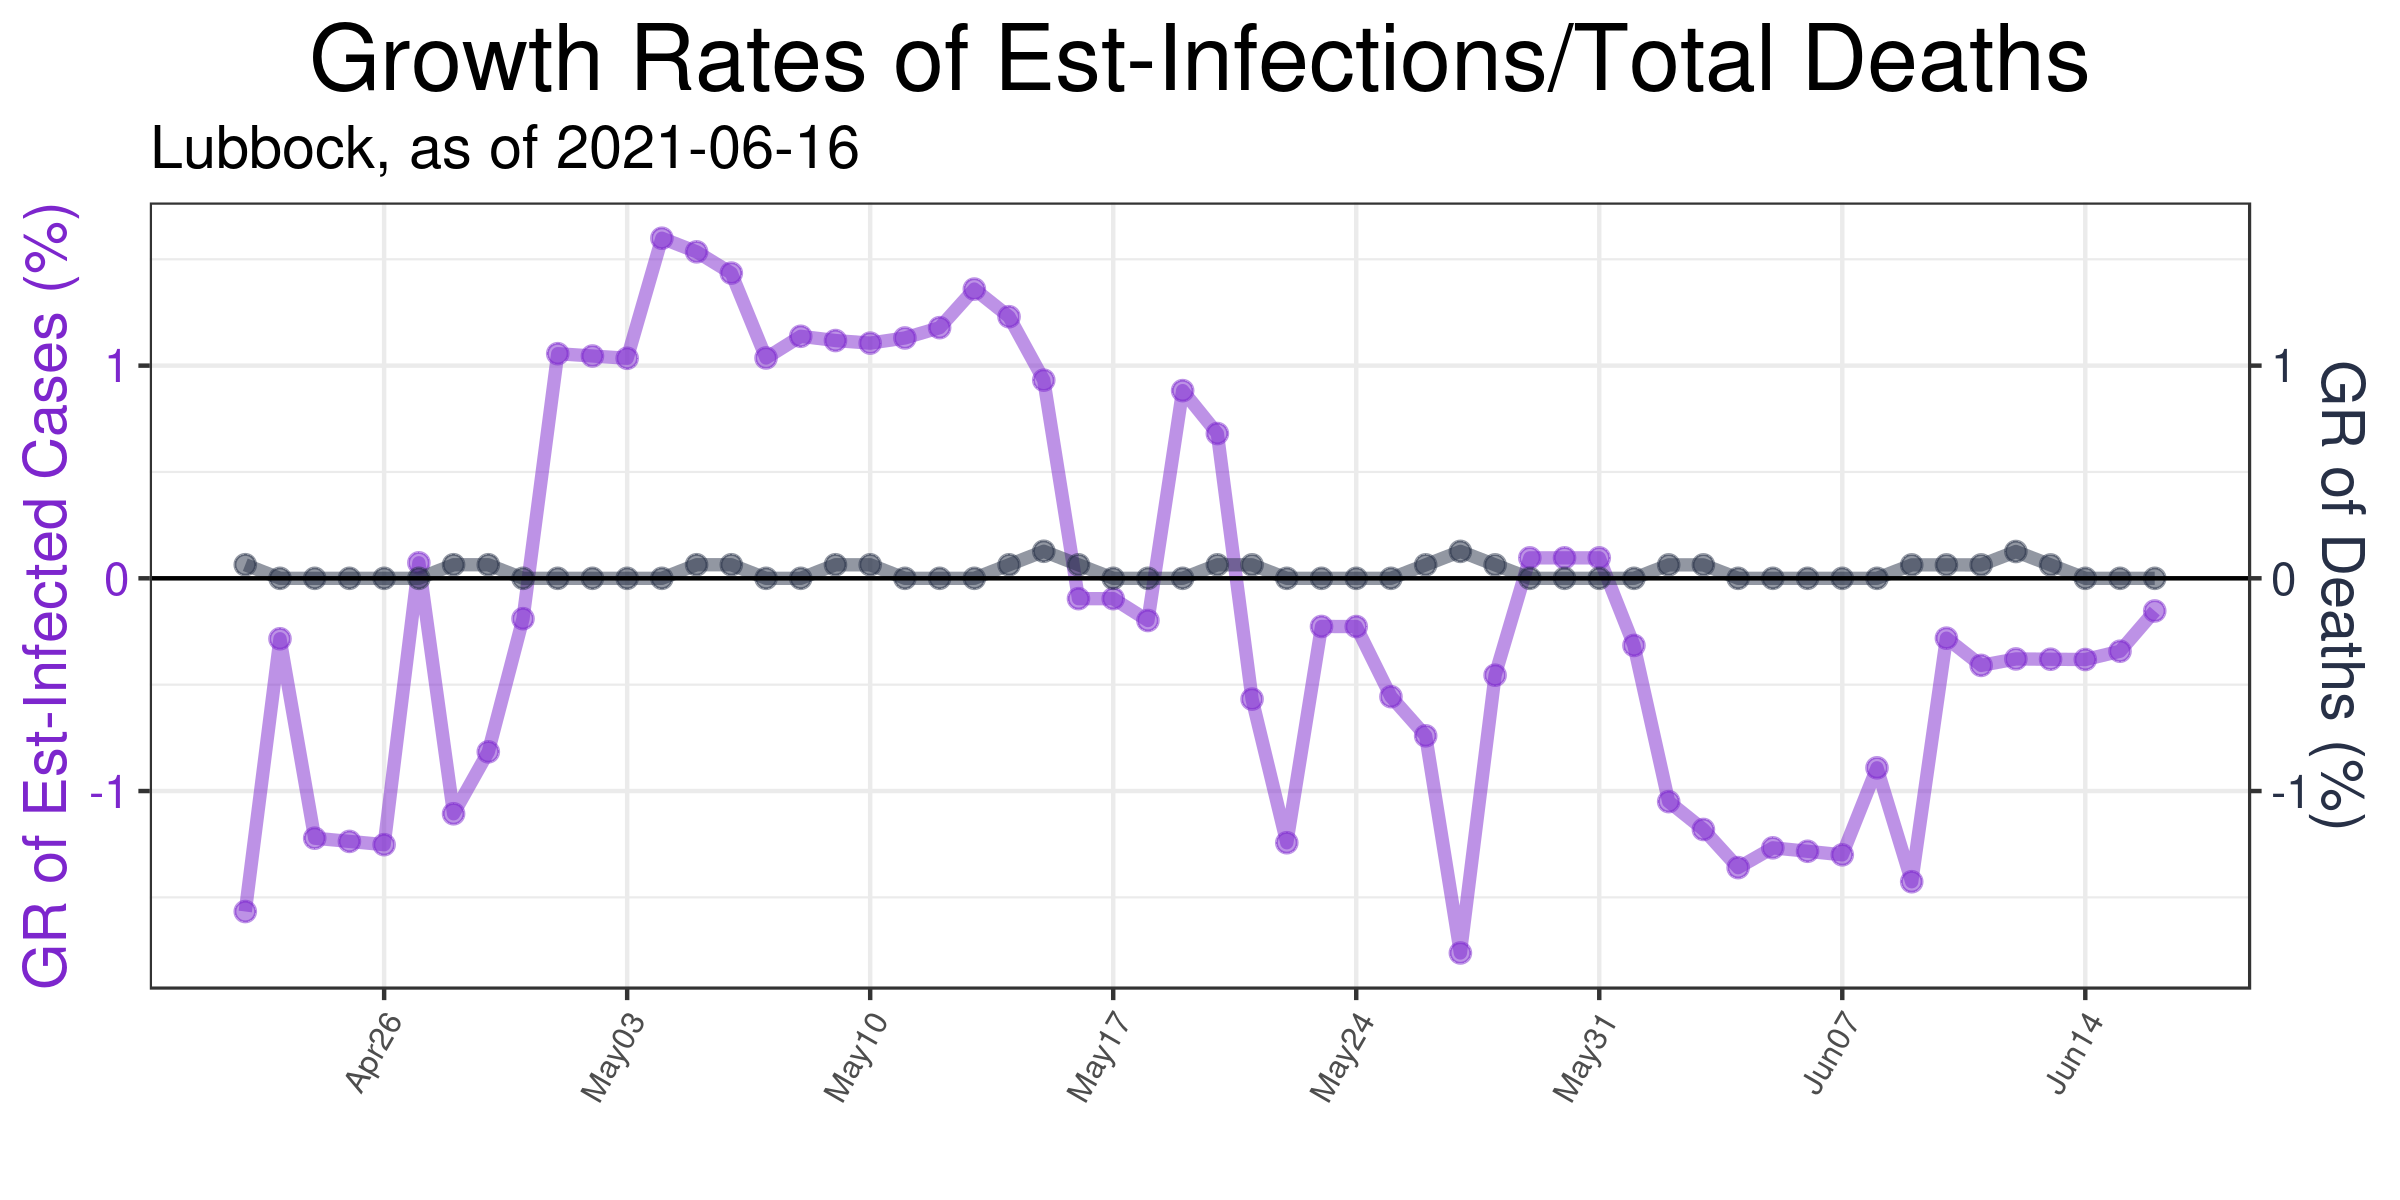 Growth Rates of Est-Infections/Total Deaths
Lubbock, as of 2021-06-16
GR of Est-Infected Cases (%)
1
0
-1
1
0
-1
GR of Deaths (%)
Apr26
May03
May10
May17
May24
May31
Jun07
Jun14